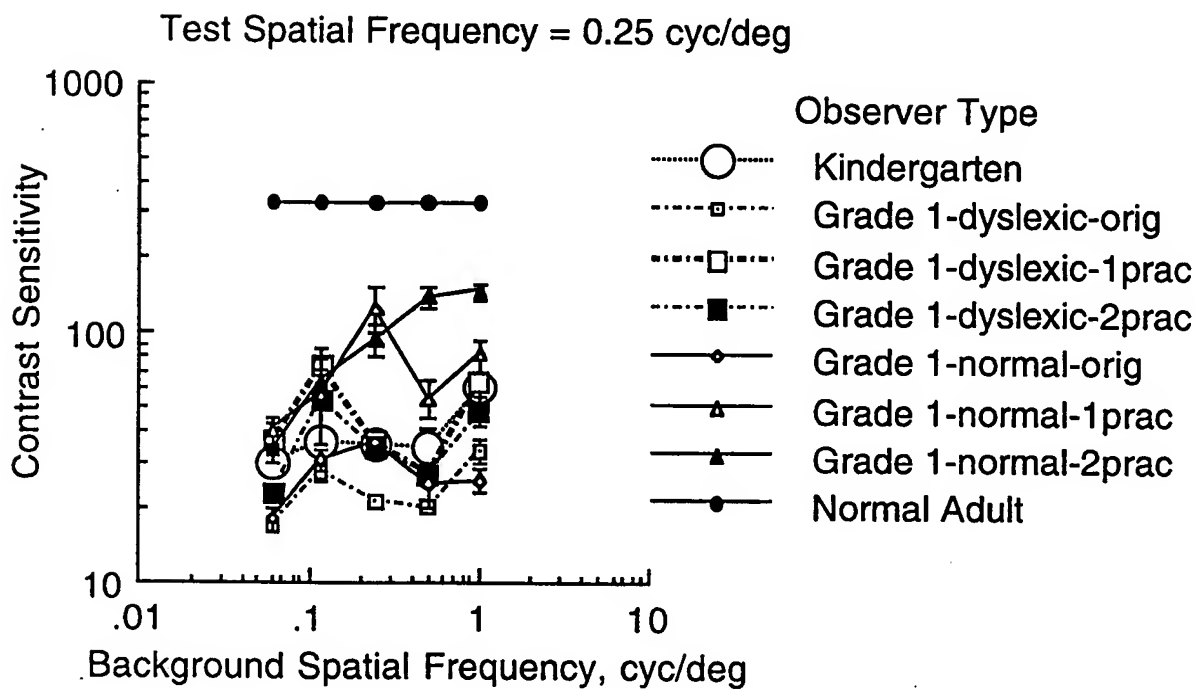 Test Spatial Frequency = 0.25 cyc/deg
1000
100
10
Contrast Sensitivity
.01
.1
1
10
Background Spatial Frequency, cyc/deg
Observer Type
Kindergarten
Grade 1-dyslexic-orig
Grade 1-dyslexic-1prac
Grade 1-dyslexic-2prac
Grade 1-normal-orig
Grade 1-normal-1prac
Grade 1-normal-2prac
Normal Adult